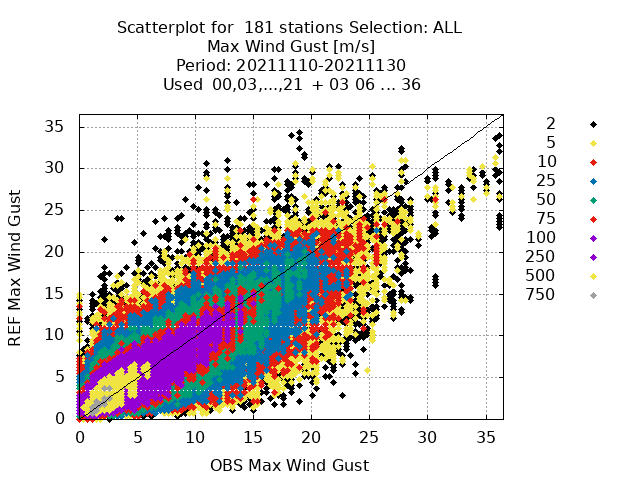 Scatterplot for 181 stations Selection: ALL
Max Wind Gust [m/s]
Period: 20211110-20211130
Used 00,03,...,21 + 03 06 ... 36
REF Max Wind Gust
35
30
25
20
15
10
5
0
0 5 10 15 20 25 30 35
OBS Max Wind Gust
2
5
10
25
50
75
100
250
500
750